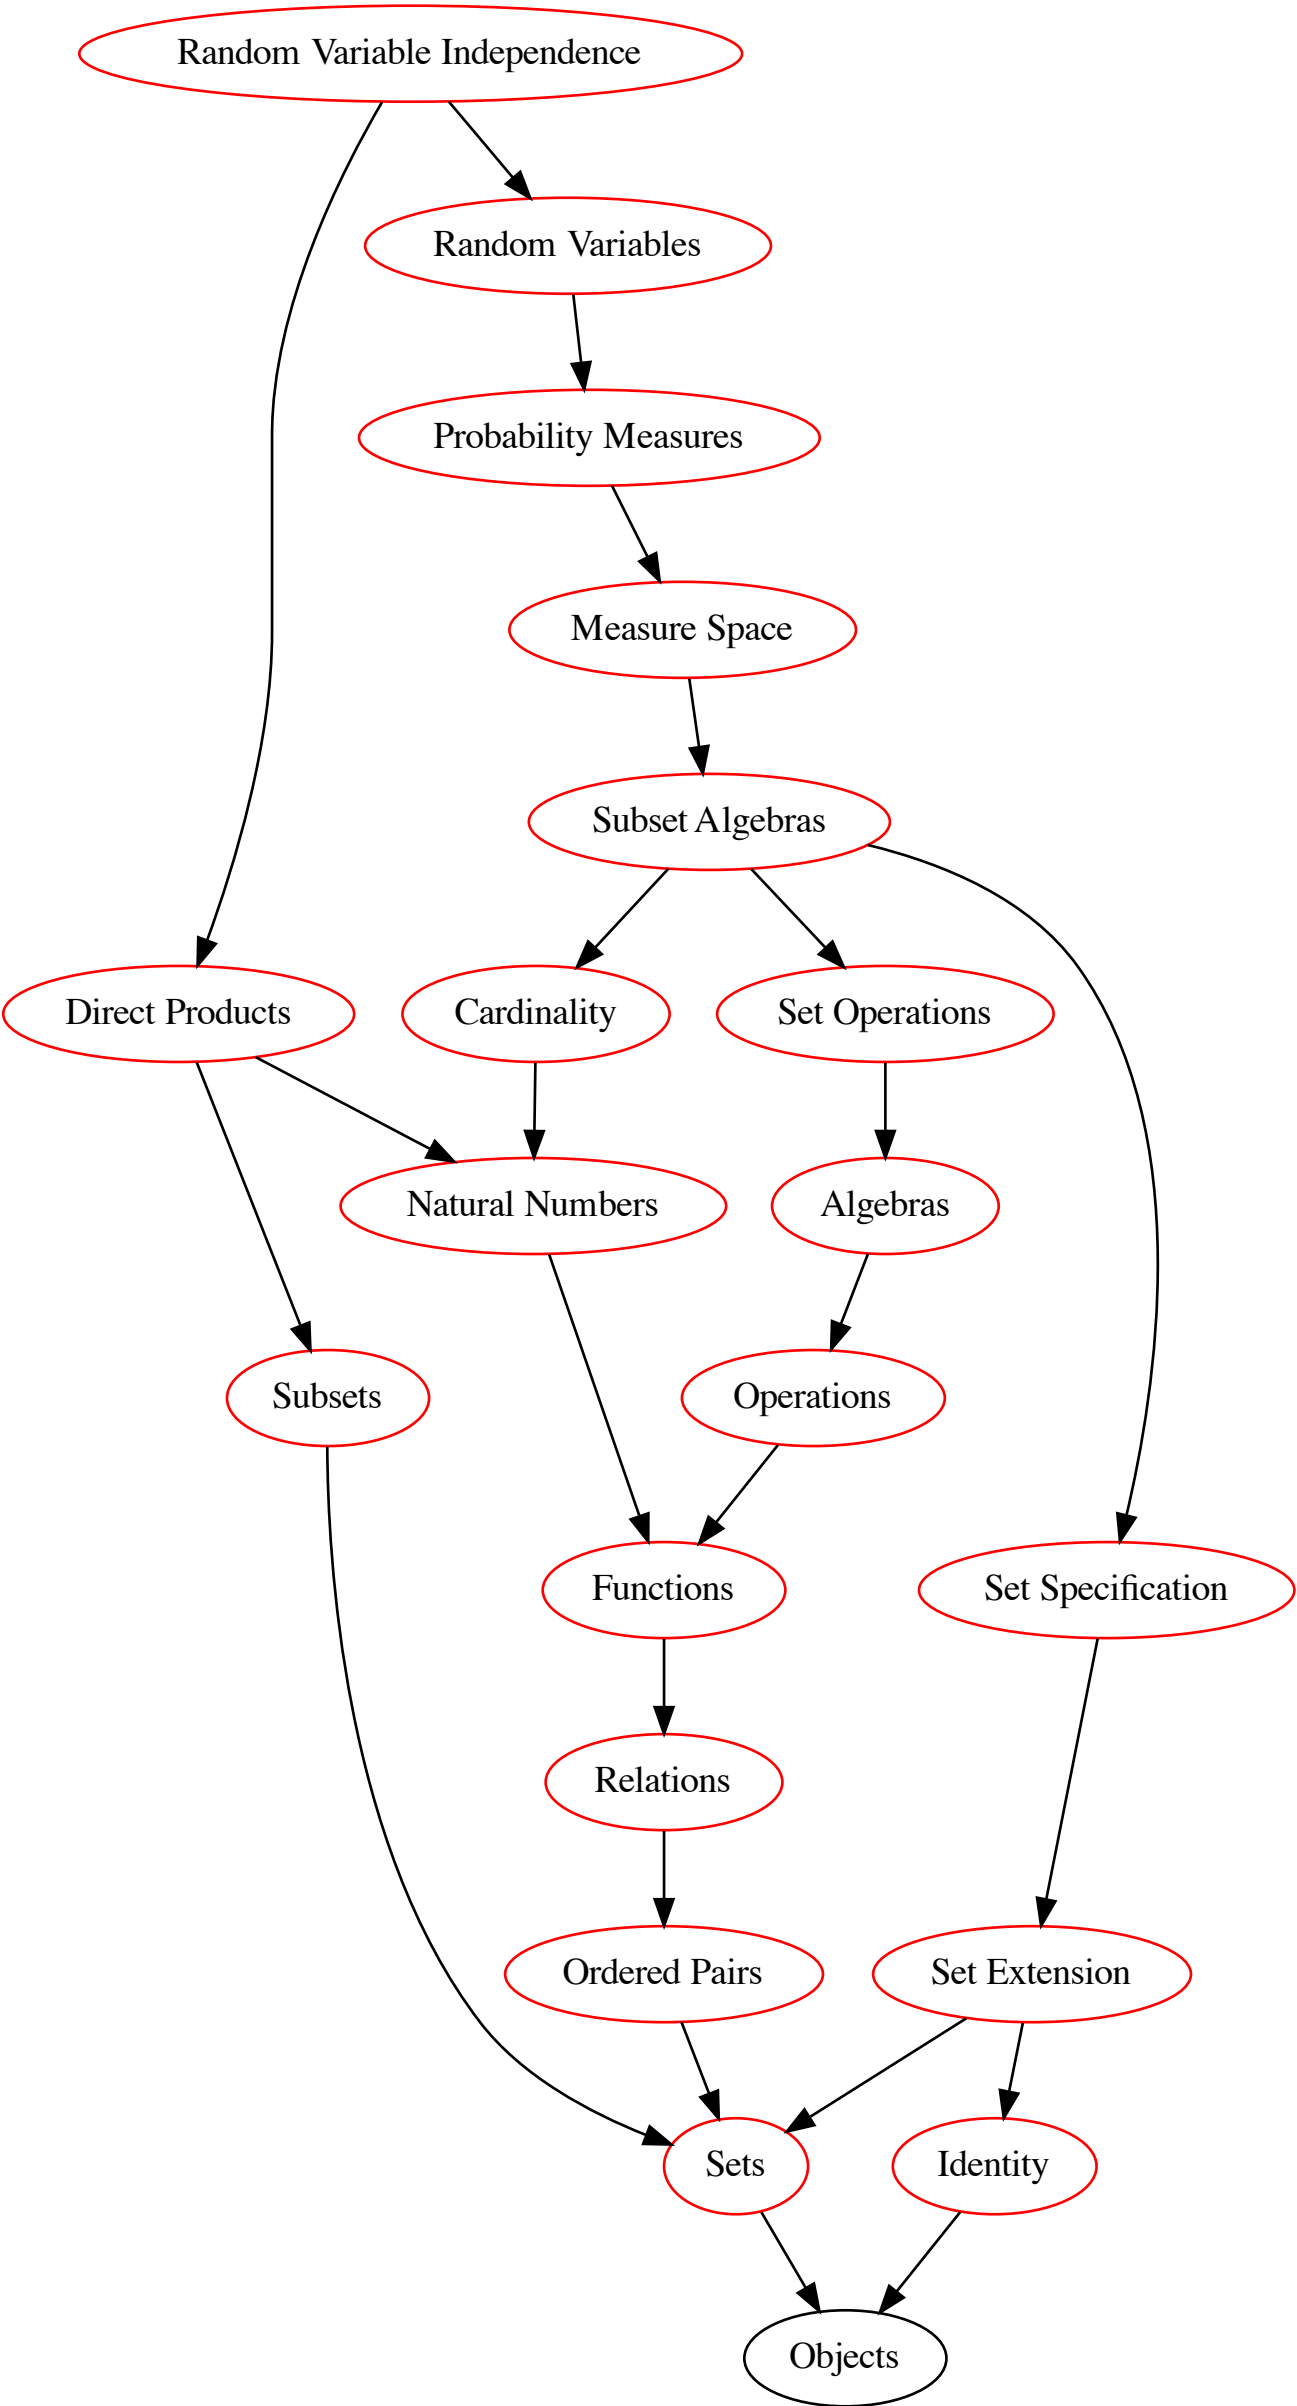 Random Variable Independence
Random Variables
Probability Measures
Measure Space
Subset Algebras
Direct Products
Cardinality
Set Operations
Natural Numbers
Algebras
Subsets
Operations
Functions
Set Specification
Relations
Ordered Pairs
Set Extension
Sets
Identity
Objects